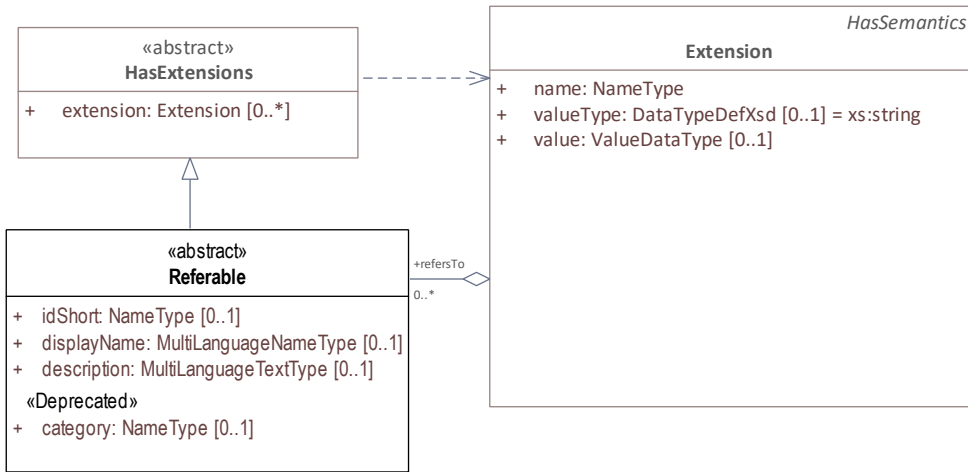 «abstract»
HasExtensions
+ extension: Extension [0..*]
HasSemantics
Extension
+ name: NameType
+ valueType: DataTypeDefXsd [0..1] = xs:string
+ value: ValueDataType [0..1]
«abstract»
Referable
+ idShort: NameType [0..1]
+ displayName: MultiLanguageNameType [0..1]
+ description: MultiLanguageTextType [0..1]
«Deprecated»
+ category: NameType [0..1]
+refersTo
0..*